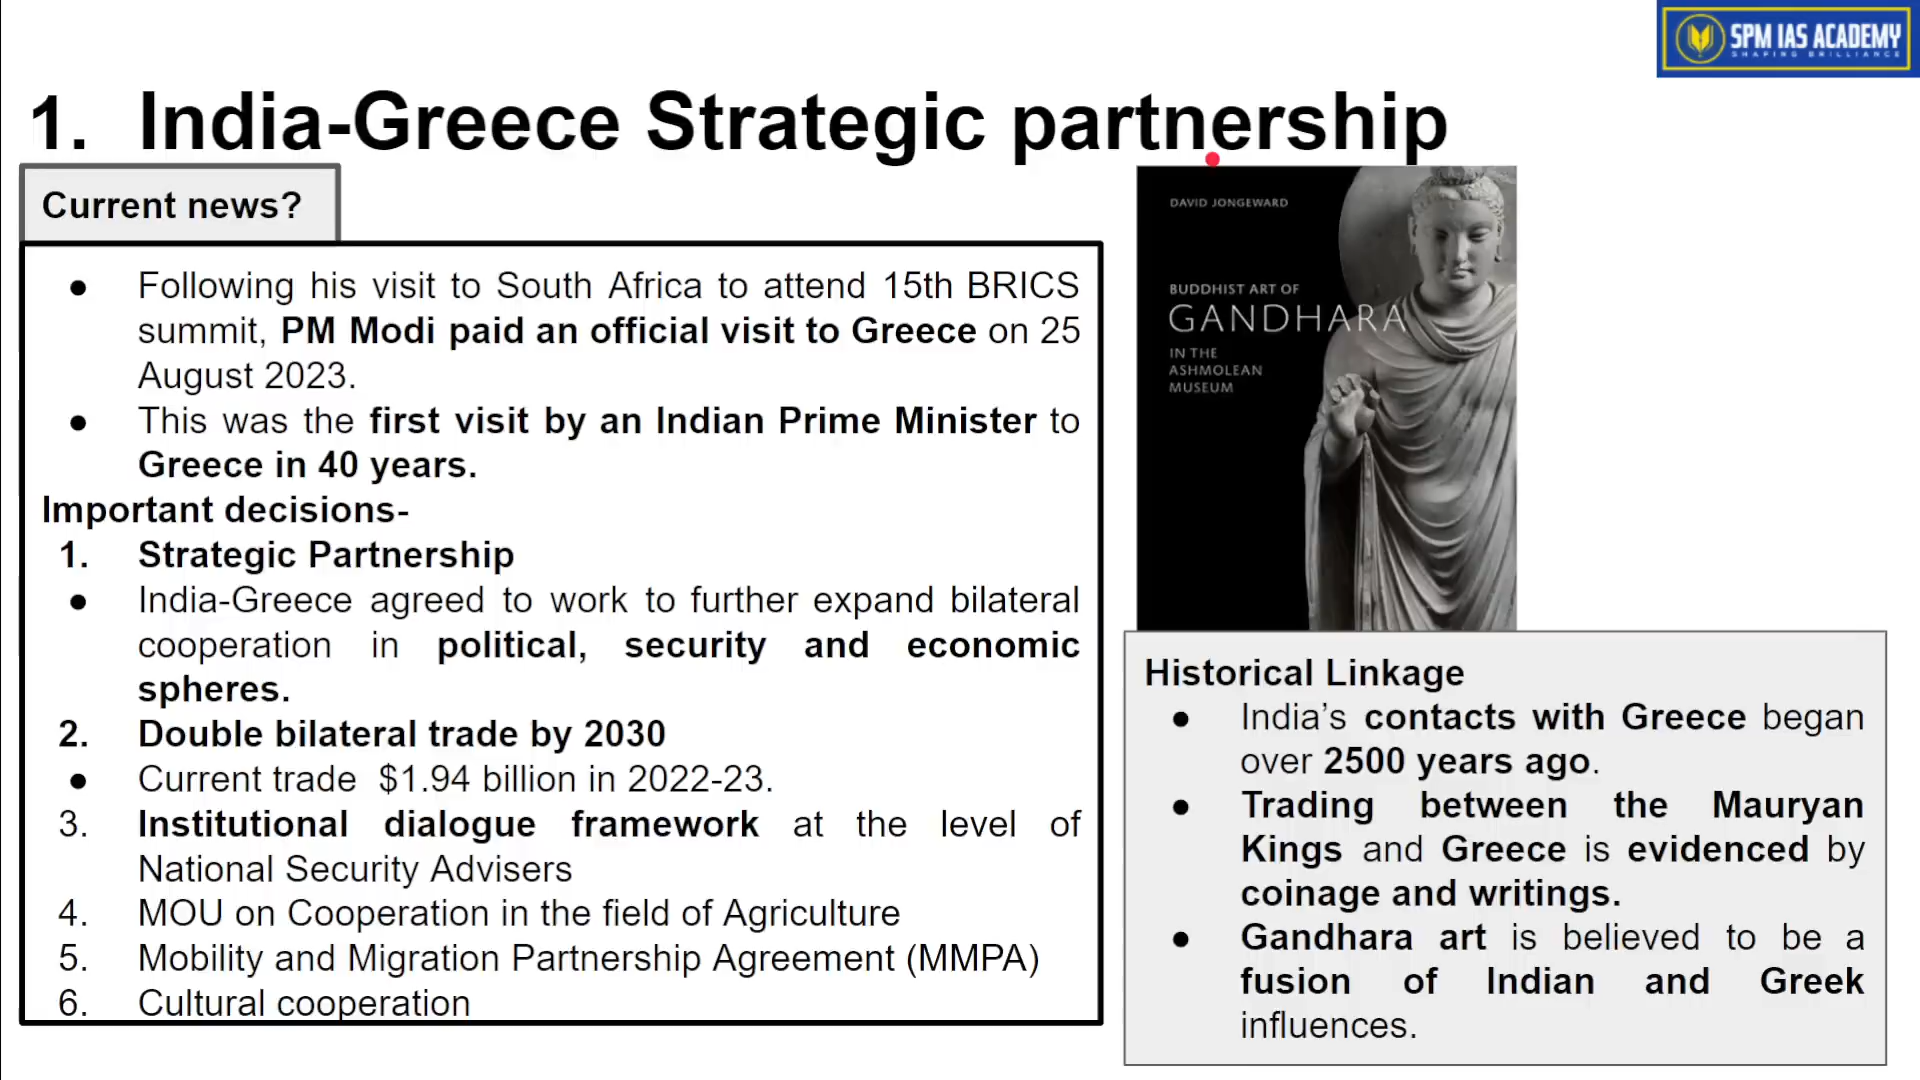 SPM IAS ACADEMY
SHAPING BRILLIANCE
1. India-Greece Strategic partnership
Current news?
● Following his visit to South Africa to attend 15th BRICS
summit, PM Modi paid an official visit to Greece on 25
August 2023.
● This was the first visit by an Indian Prime Minister to
Greece in 40 years.
Important decisions-
1. Strategic Partnership
● India-Greece agreed to work to further expand bilateral
cooperation in political, security and economic
spheres.
2. Double bilateral trade by 2030
● Current trade $1.94 billion in 2022-23.
3. Institutional dialogue framework at the level of
National Security Advisers
4. MOU on Cooperation in the field of Agriculture
5. Mobility and Migration Partnership Agreement (MMPA)
6. Cultural cooperation
DAVID JONGEWARD
BUDDHIST ART OF
GANDHARA
IN THE
ASHMOLEAN
MUSEUM
Historical Linkage
● India’s contacts with Greece began
over 2500 years ago.
● Trading between the Mauryan
Kings and Greece is evidenced by
coinage and writings.
● Gandhara art is believed to be a
fusion of Indian and Greek
influences.